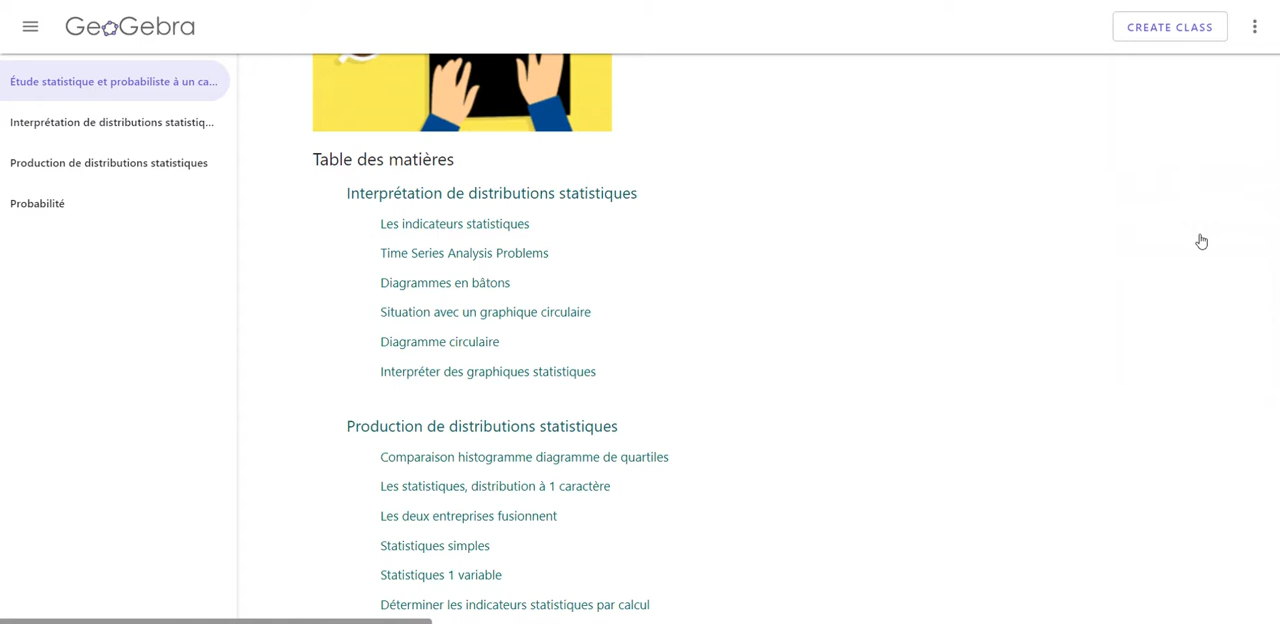 GeoGebra
CREATE CLASS
Étude statistique et probabiliste à un ca...
Interprétation de distributions statistiq...
Production de distributions statistiques
Probabilité
Table des matières
Interprétation de distributions statistiques
Les indicateurs statistiques
Time Series Analysis Problems
Diagrammes en bâtons
Situation avec un graphique circulaire
Diagramme circulaire
Interpréter des graphiques statistiques
Production de distributions statistiques
Comparaison histogramme diagramme de quartiles
Les statistiques, distribution à 1 caractère
Les deux entreprises fusionnent
Statistiques simples
Statistiques 1 variable
Déterminer les indicateurs statistiques par calcul